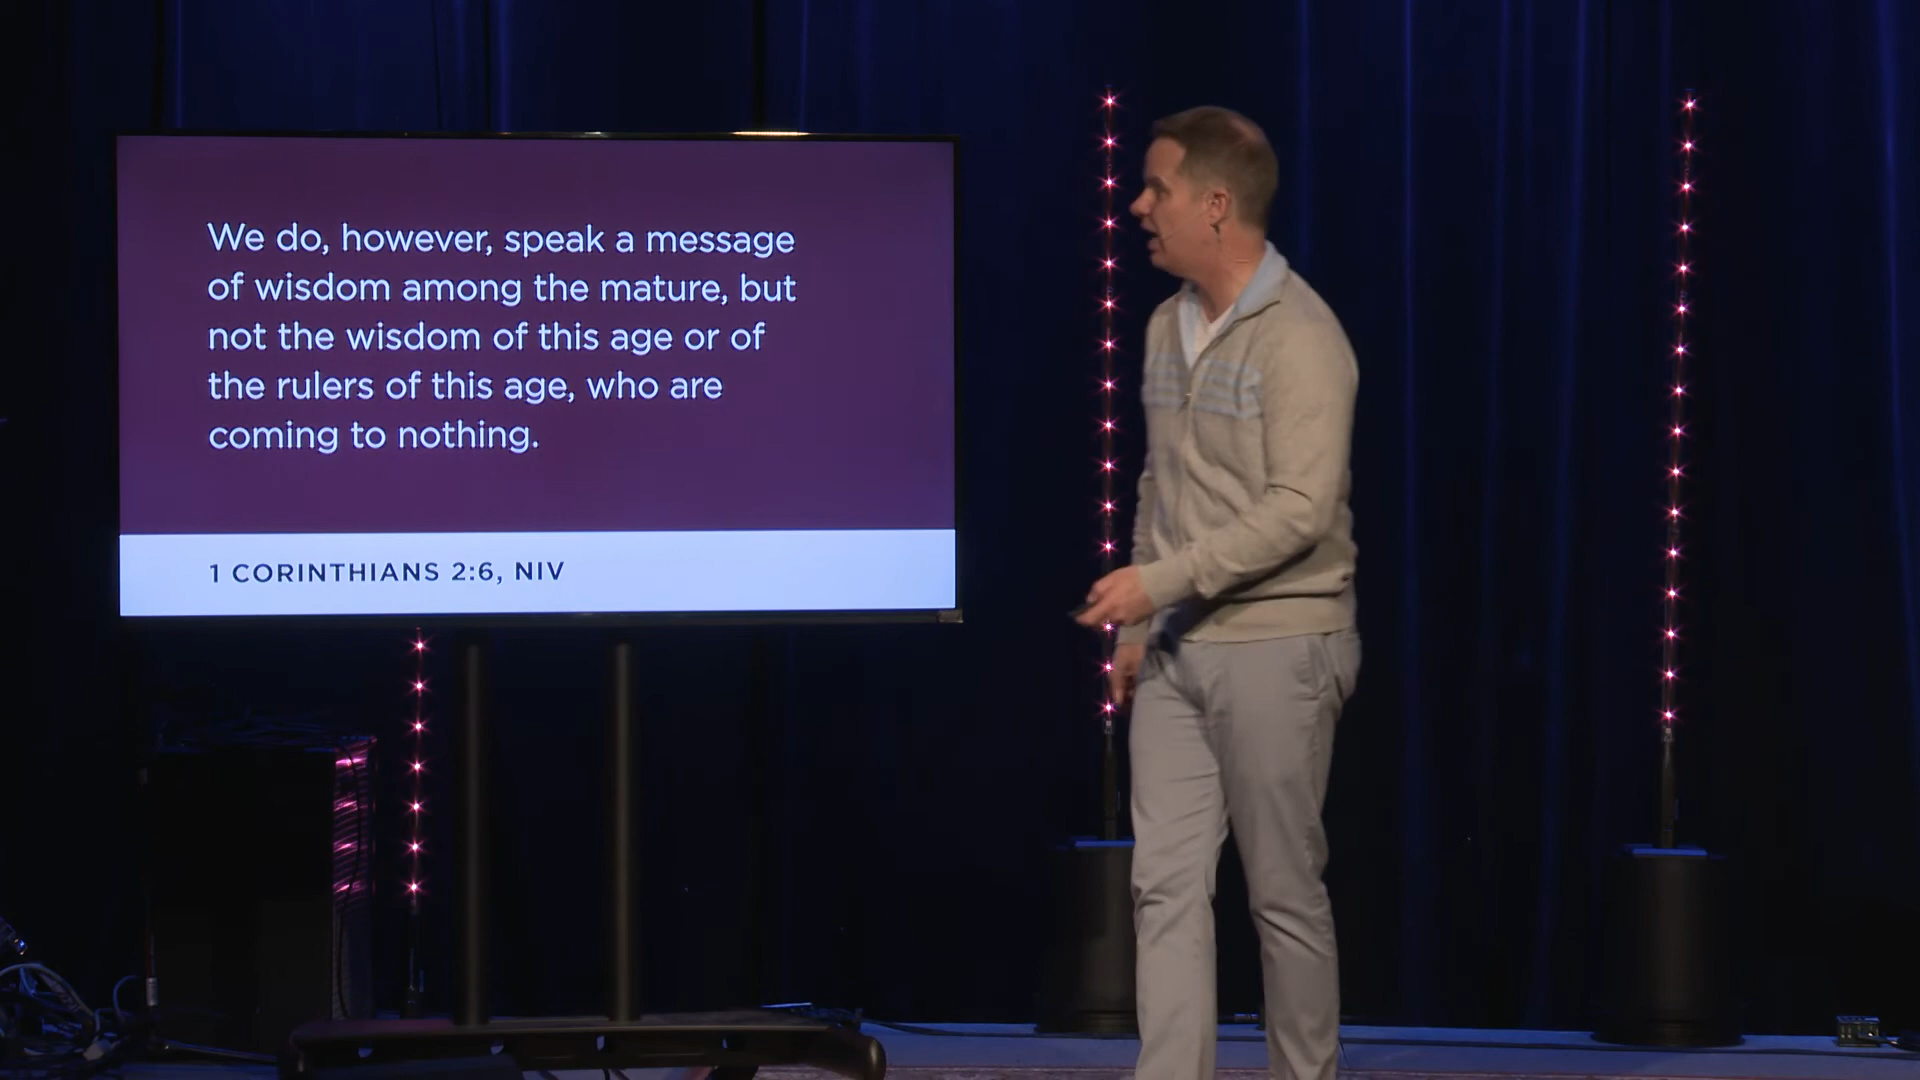 We do, however, speak a message
of wisdom among the mature, but
not the wisdom of this age or of
the rulers of this age, who are
coming to nothing.
1 CORINTHIANS 2:6, NIV